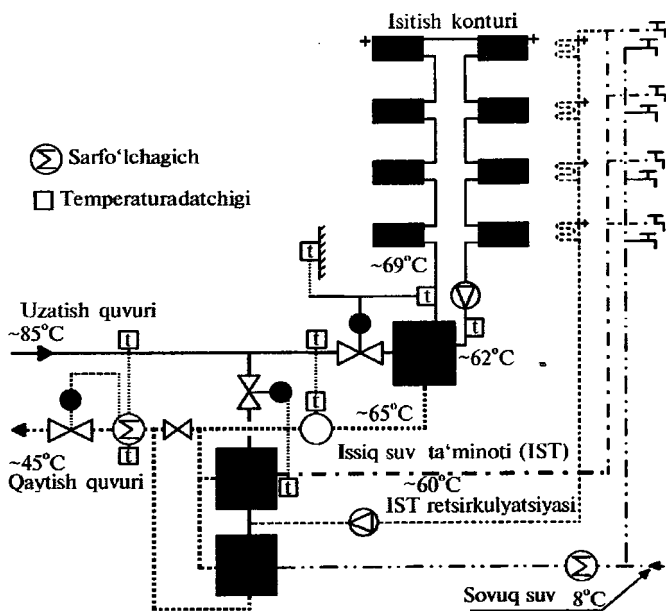 Isitish konturi
+ +
Σ Sarfo‘lchagich
t Temperaturadatchigi
~69°C
t
t
Uzatish quvuri
~85°C
t
t
t
~62°C
~65°C
t
Σ
t
~45°C
Qaytish quvuri
Issiq suv ta‘minoti (IST)
t
~60°C
IST retsirkulyatsiyasi
Σ
Sovuq suv 8°C